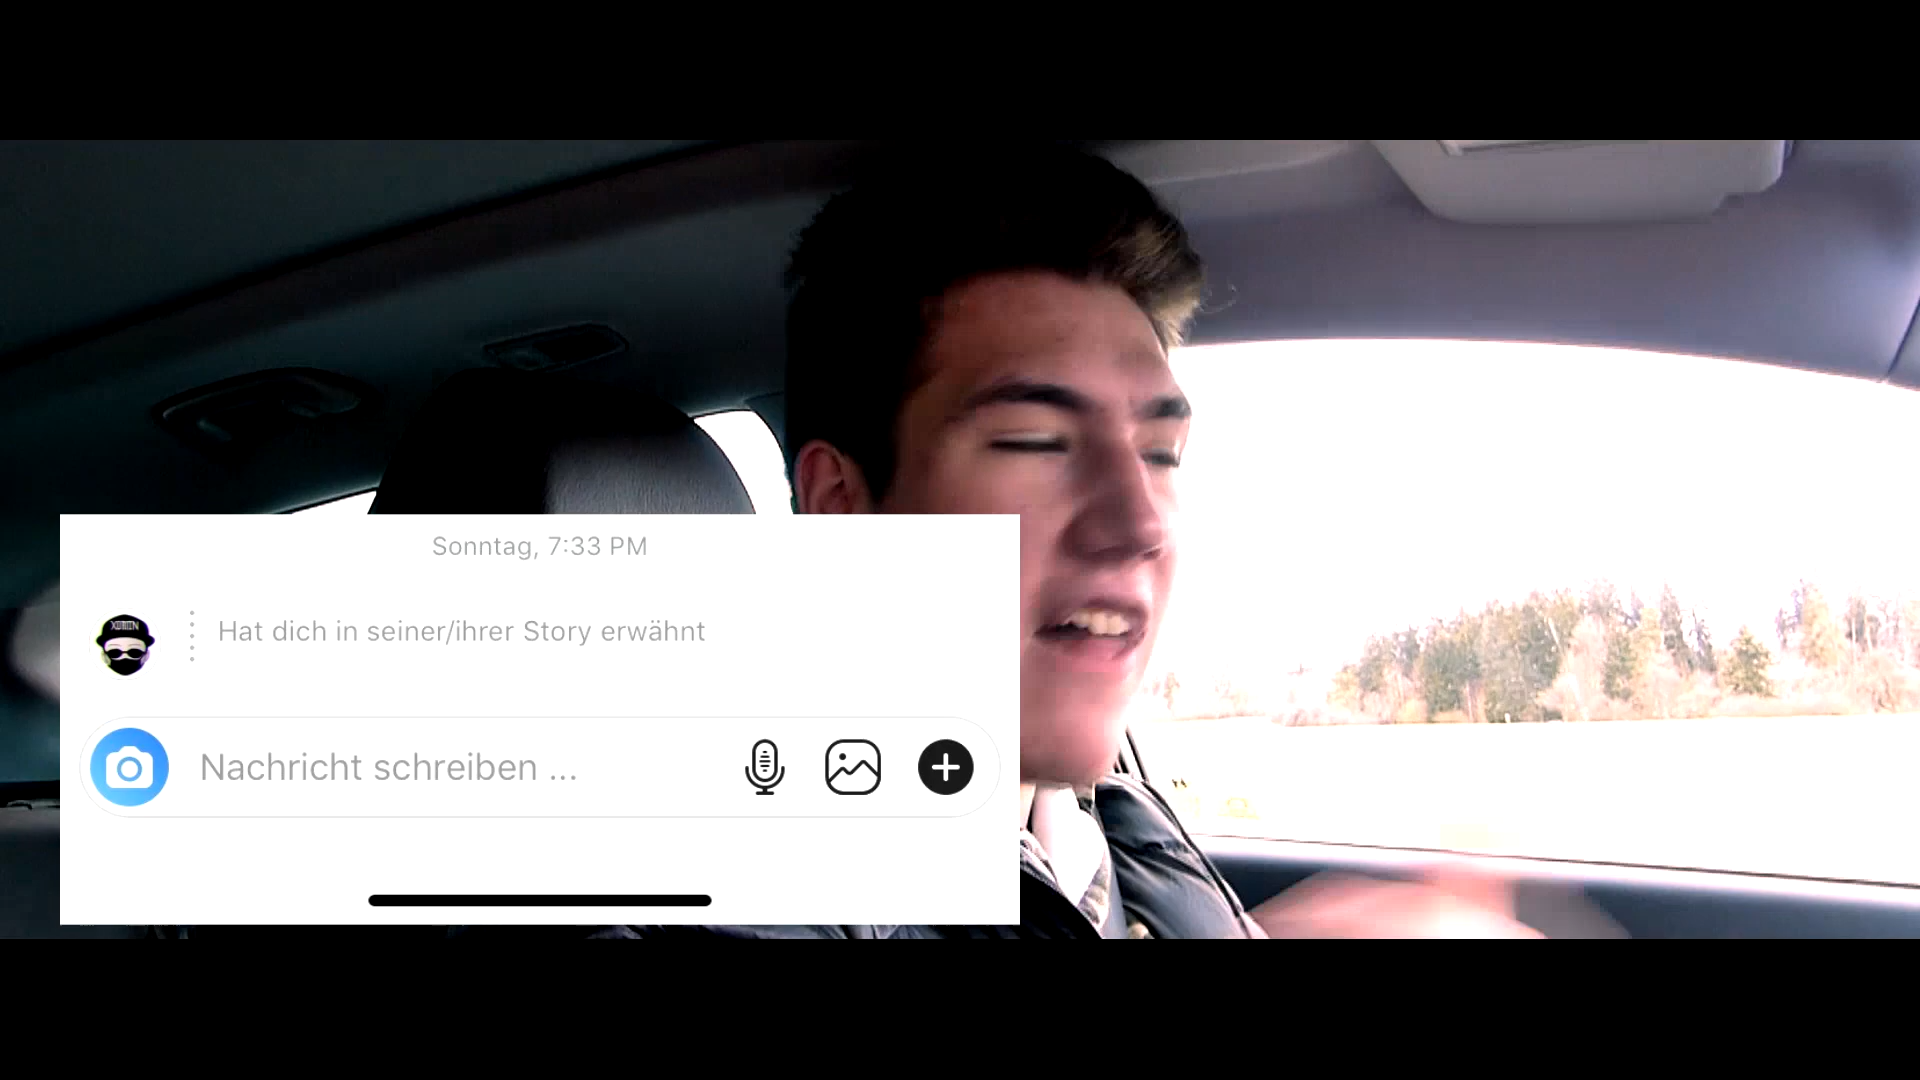 Sonntag, 7:33 PM
Hat dich in seiner/ihrer Story erwähnt
Nachricht schreiben ...